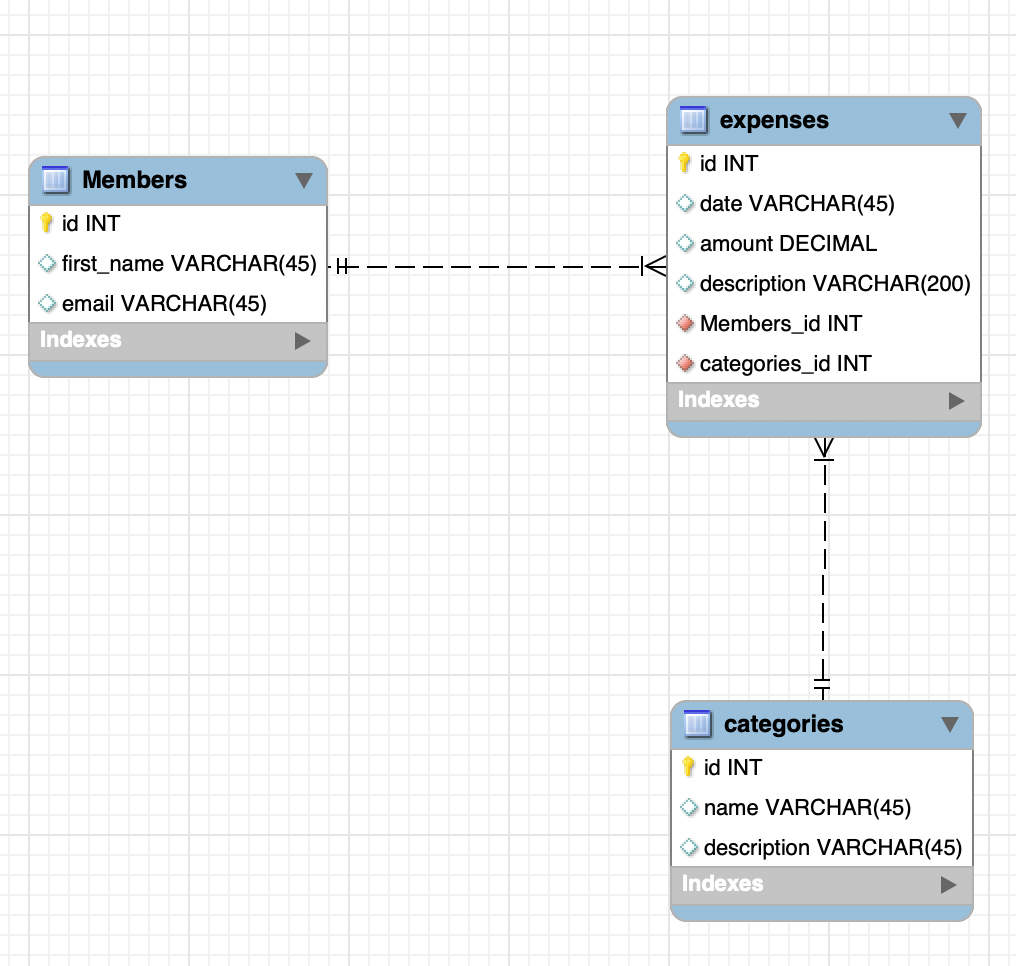 Members
id INT
first_name VARCHAR(45)
email VARCHAR(45)
Indexes
expenses
id INT
date VARCHAR(45)
amount DECIMAL
description VARCHAR(200)
Members_id INT
categories_id INT
Indexes
categories
id INT
name VARCHAR(45)
description VARCHAR(45)
Indexes